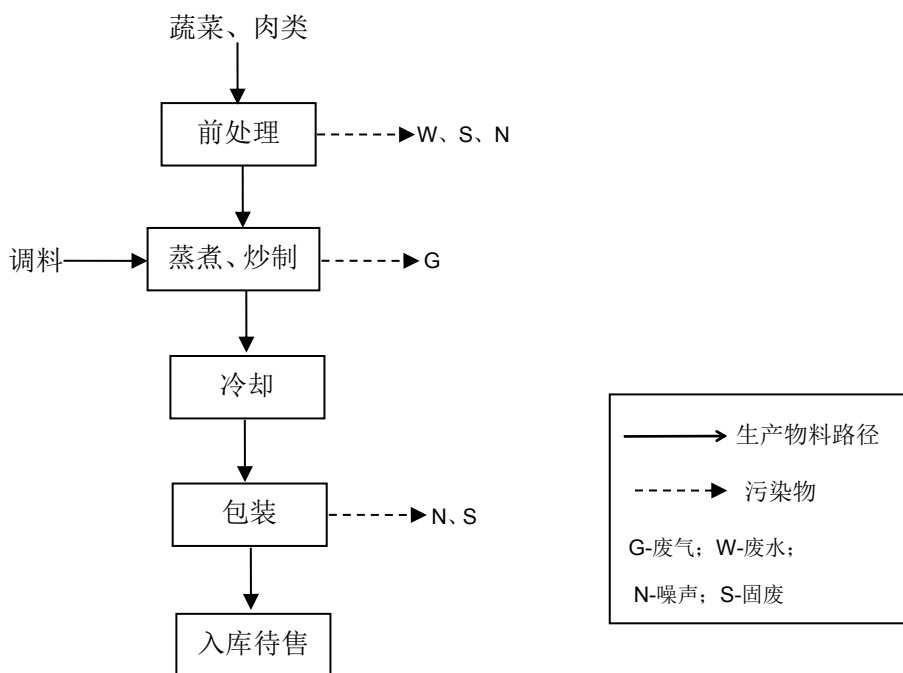 蔬菜、肉类
前处理
W、S、N
调料
蒸煮、炒制
G
冷却
包装
N、S
入库待售
生产物料路径
污染物
G-废气；W-废水；
N-噪声；S-固废